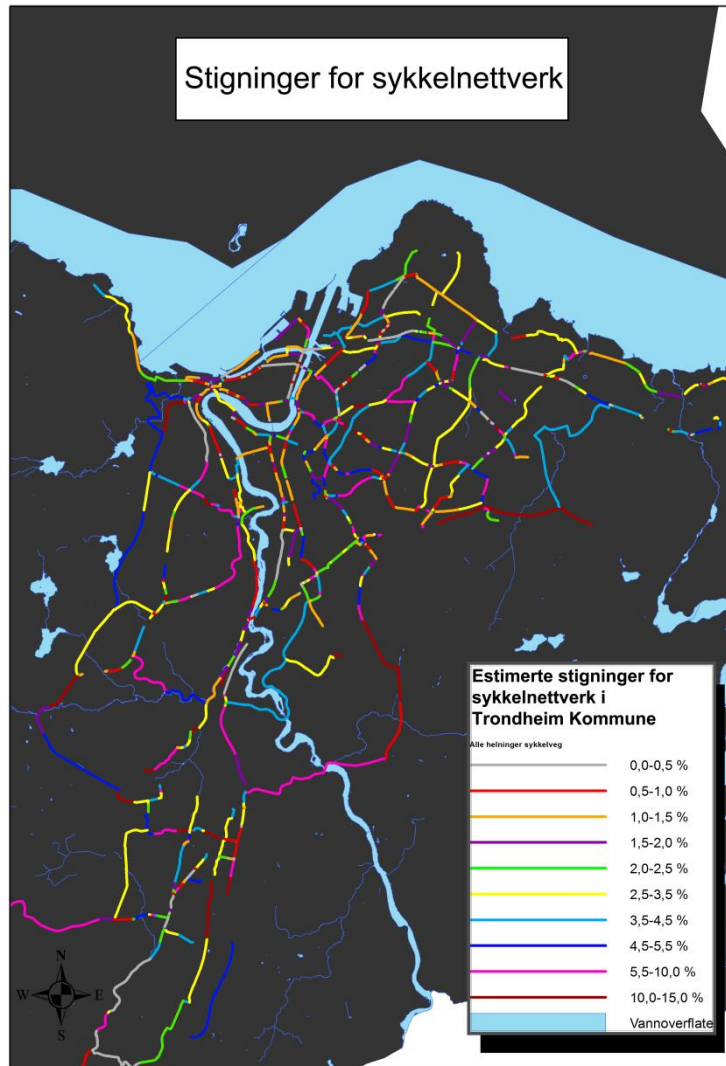 Stigninger for sykkelnettverk
Estimerte stigninger for
sykkelnettverk i
Trondheim Kommune
Alle helninger sykkelveg
0,0-0,5 %
0,5-1,0 %
1,0-1,5 %
1,5-2,0 %
2,0-2,5 %
2,5-3,5 %
3,5-4,5 %
4,5-5,5 %
5,5-10,0 %
10,0-15,0 %
Vannoverflate
N
W E
S